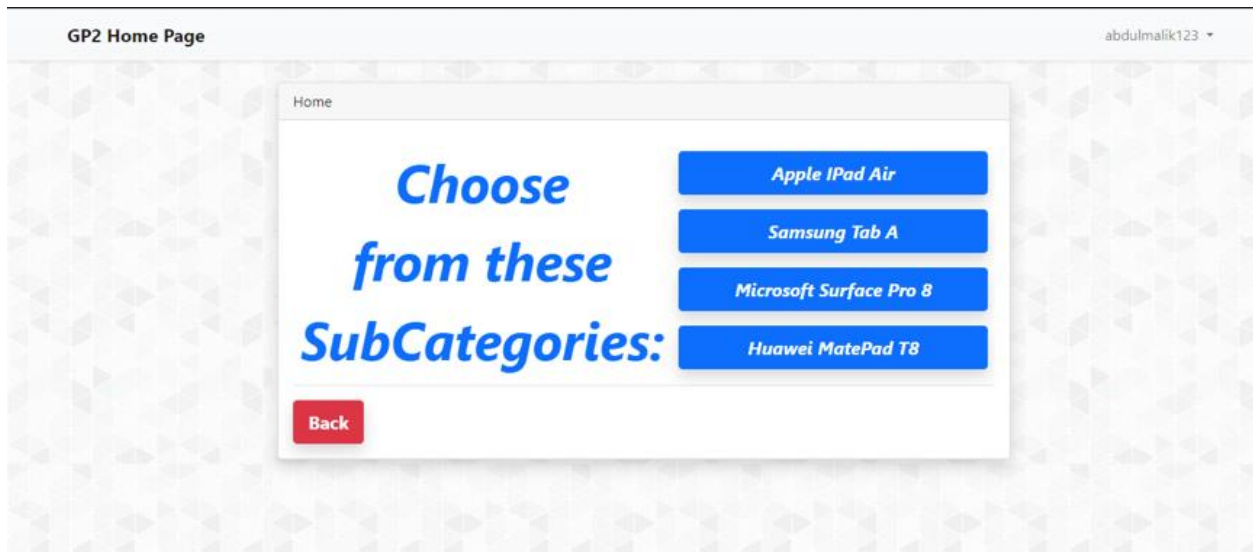 GP2 Home Page
abdulmalik123
Home
Choose
from these
SubCategories:
Apple IPad Air
Samsung Tab A
Microsoft Surface Pro 8
Huawei MatePad T8
Back